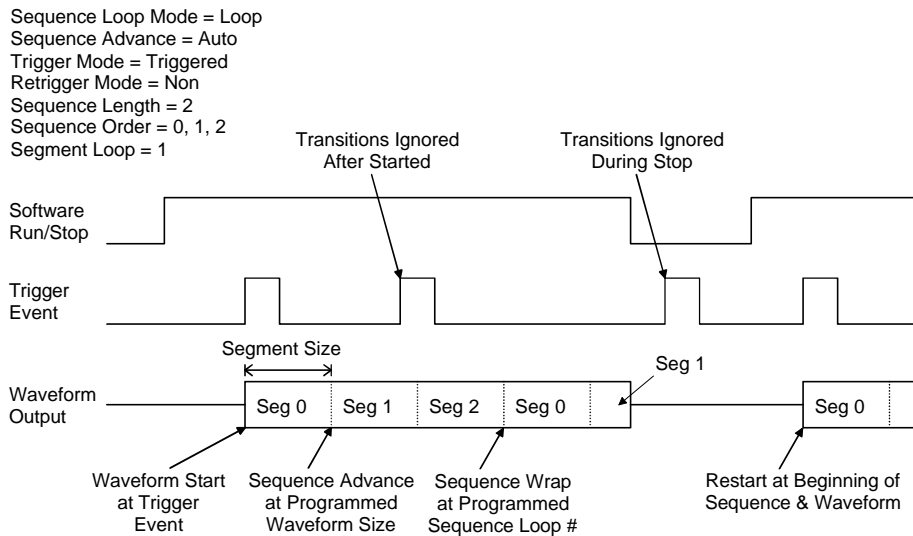 Sequence Loop Mode = Loop
Sequence Advance = Auto
Trigger Mode = Triggered
Retrigger Mode = Non
Sequence Length = 2
Sequence Order = 0, 1, 2
Segment Loop = 1
Transitions Ignored
After Started
Transitions Ignored
During Stop
Software
Run/Stop
Trigger
Event
Segment Size
Seg 1
Waveform
Output
Seg 0
Seg 1
Seg 2
Seg 0
Seg 0
Waveform Start
at Trigger
Event
Sequence Advance
at Programmed
Waveform Size
Sequence Wrap
at Programmed
Sequence Loop #
Restart at Beginning of
Sequence & Waveform